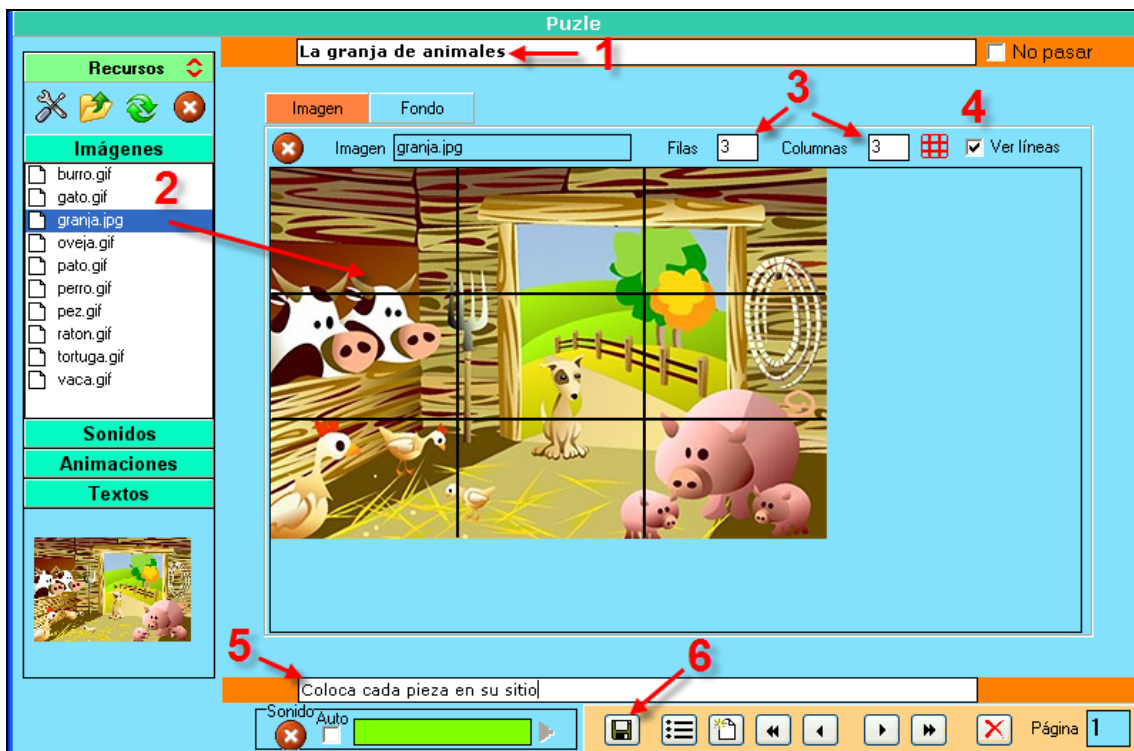 Puzle
La granja de animales
1
No pasar
Recursos
Imagen
Fondo
3
4
Imágenes
Imagen granja.jpg
Filas 3
Columnas 3
Ver líneas
burro.gif
gato.gif
2
granja.jpg
oveja.gif
pato.gif
perro.gif
pez.gif
raton.gif
tortuga.gif
vaca.gif
Sonidos
Animaciones
Textos
5
6
Coloca cada pieza en su sitio
Sonido
Auto
Página 1